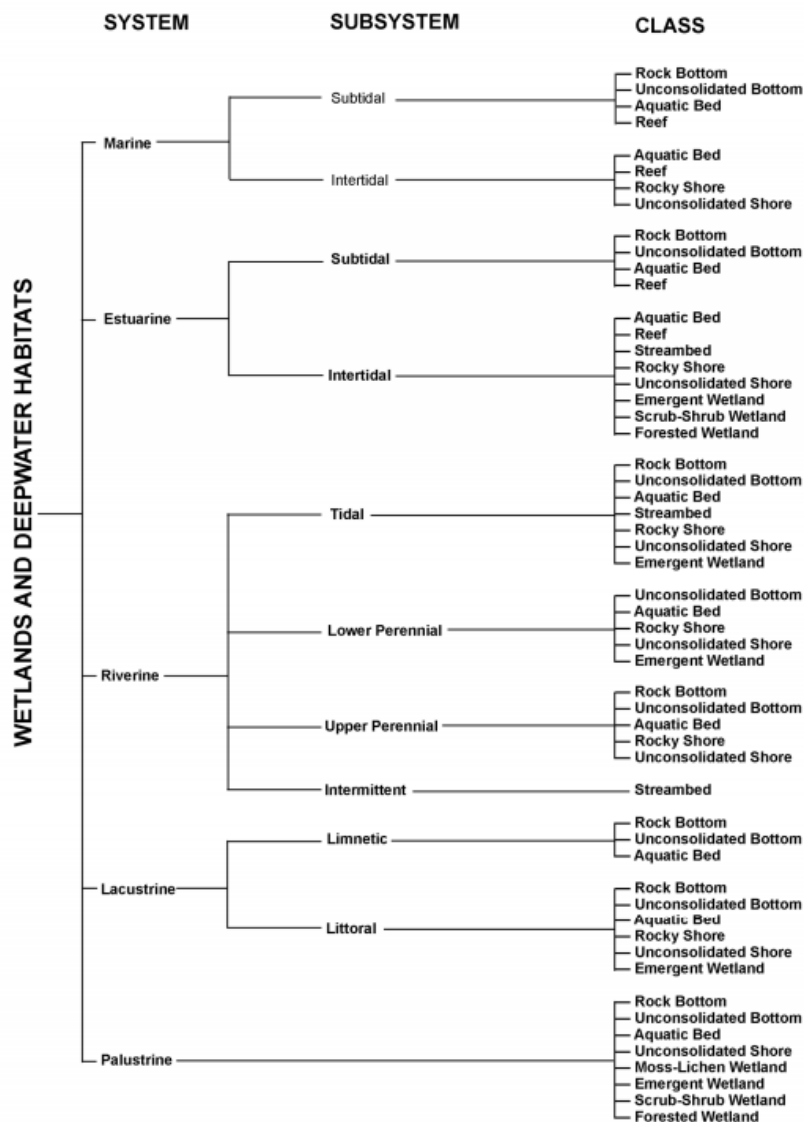 SYSTEM SUBSYSTEM CLASS
WETLANDS AND DEEPWATER HABITATS
Marine
Subtidal
Rock Bottom
Unconsolidated Bottom
Aquatic Bed
Reef
Intertidal
Aquatic Bed
Reef
Rocky Shore
Unconsolidated Shore
Estuarine
Subtidal
Rock Bottom
Unconsolidated Bottom
Aquatic Bed
Reef
Intertidal
Aquatic Bed
Reef
Streambed
Rocky Shore
Unconsolidated Shore
Emergent Wetland
Scrub-Shrub Wetland
Forested Wetland
Riverine
Tidal
Rock Bottom
Unconsolidated Bottom
Aquatic Bed
Streambed
Rocky Shore
Unconsolidated Shore
Emergent Wetland
Lower Perennial
Unconsolidated Bottom
Aquatic Bed
Rocky Shore
Unconsolidated Shore
Emergent Wetland
Upper Perennial
Rock Bottom
Unconsolidated Bottom
Aquatic Bed
Rocky Shore
Unconsolidated Shore
Intermittent
Streambed
Lacustrine
Limnetic
Rock Bottom
Unconsolidated Bottom
Aquatic Bed
Littoral
Rock Bottom
Unconsolidated Bottom
Aquatic Bed
Rocky Shore
Unconsolidated Shore
Emergent Wetland
Palustrine
Rock Bottom
Unconsolidated Bottom
Aquatic Bed
Unconsolidated Shore
Moss-Lichen Wetland
Emergent Wetland
Scrub-Shrub Wetland
Forested Wetland